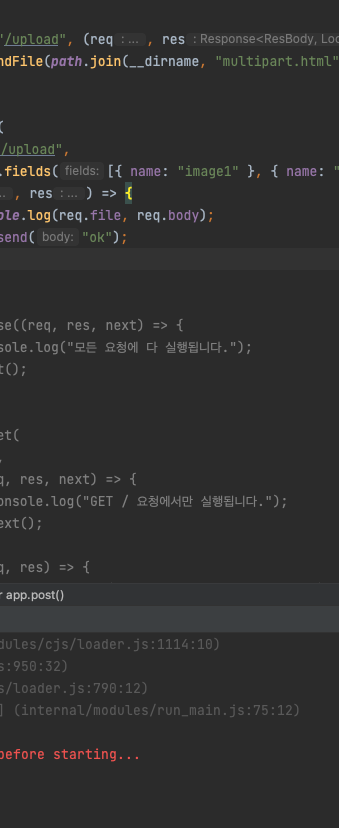 "/upload", (req : ... , res : Response<ResBody, Loc
ndFile(path.join(__dirname, "multipart.html"
(
/upload",
.fields( fields: [{ name: "image1" }, { name: "
... , res : ... ) => {
ole.log(req.file, req.body);
send( body: "ok");
se((req, res, next) => {
sole.log("모든 요청에 다 실행됩니다.");
t();
et(
,
q, res, next) => {
onsole.log("GET / 요청에서만 실행됩니다.");
ext();
q, res) => {
r app.post()
odules/cjs/loader.js:1114:10)
s:950:32)
s/loader.js:790:12)
] (internal/modules/run_main.js:75:12)
before starting...